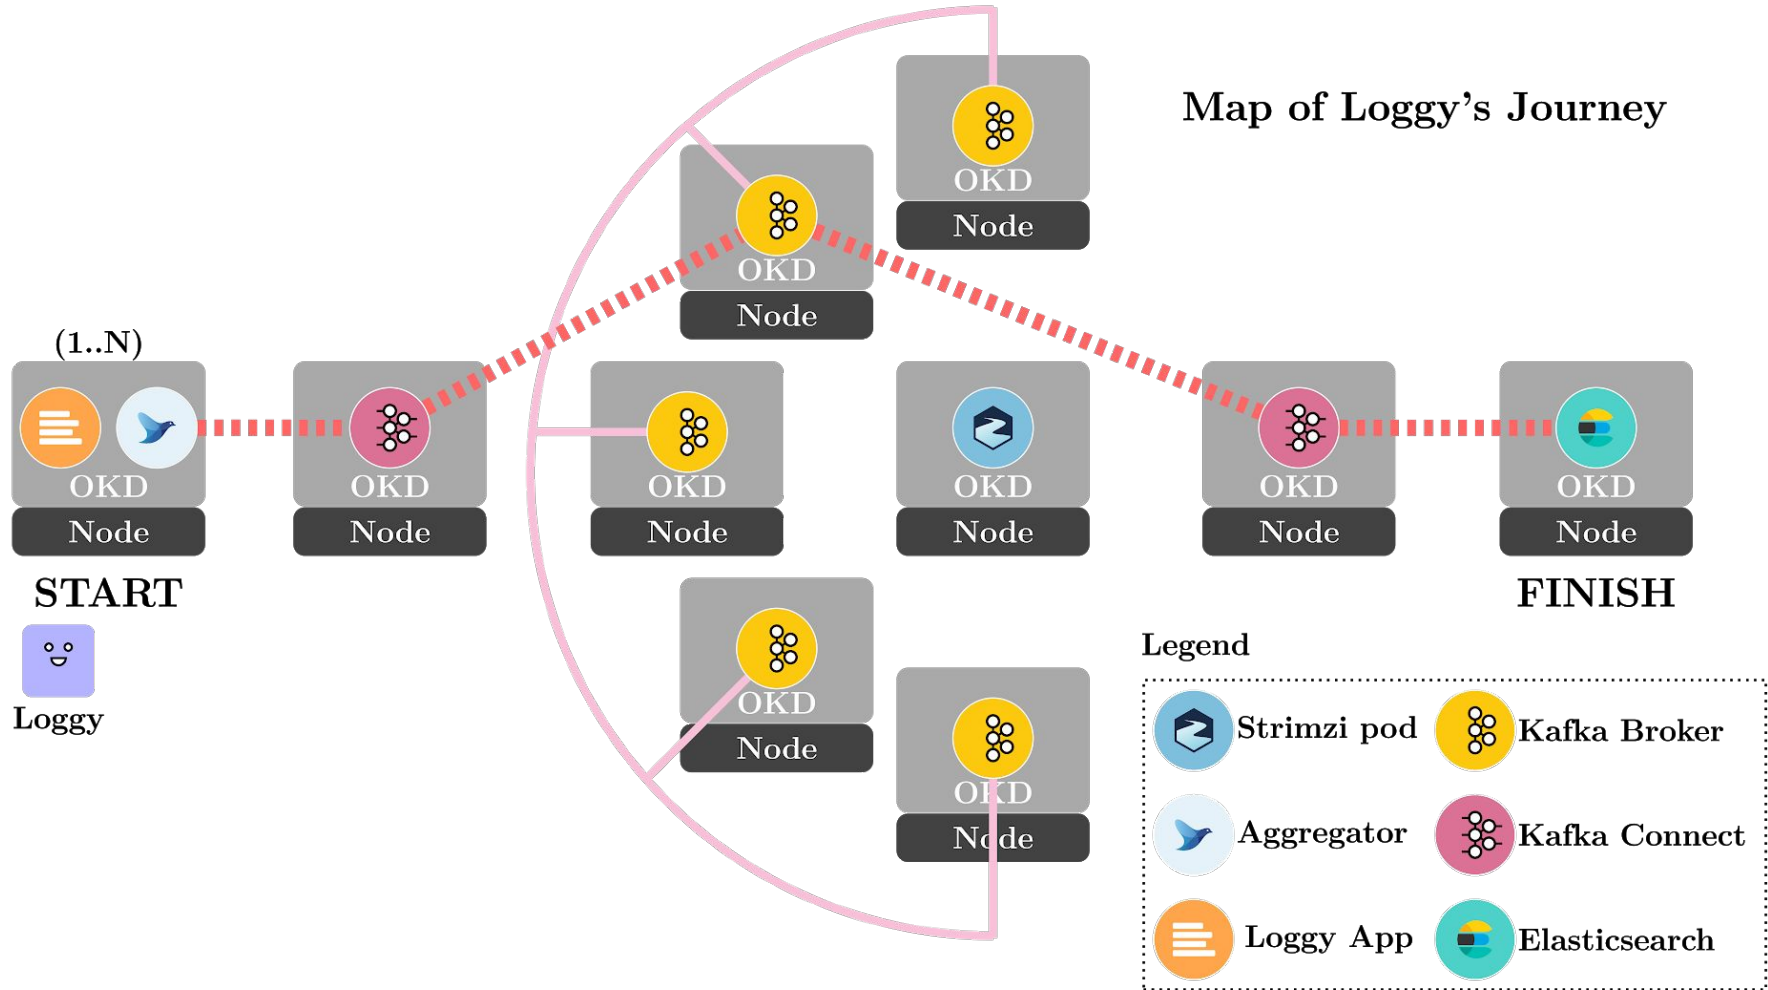 Map of Loggy's Journey
OKD
Node
OKD
Node
(1..N)
OKD
Node
OKD
Node
OKD
Node
OKD
Node
OKD
Node
OKD
Node
START
FINISH
Loggy
OKD
Node
OKD
Node
Legend
Strimzi pod
Kafka Broker
Aggregator
Kafka Connect
Loggy App
Elasticsearch